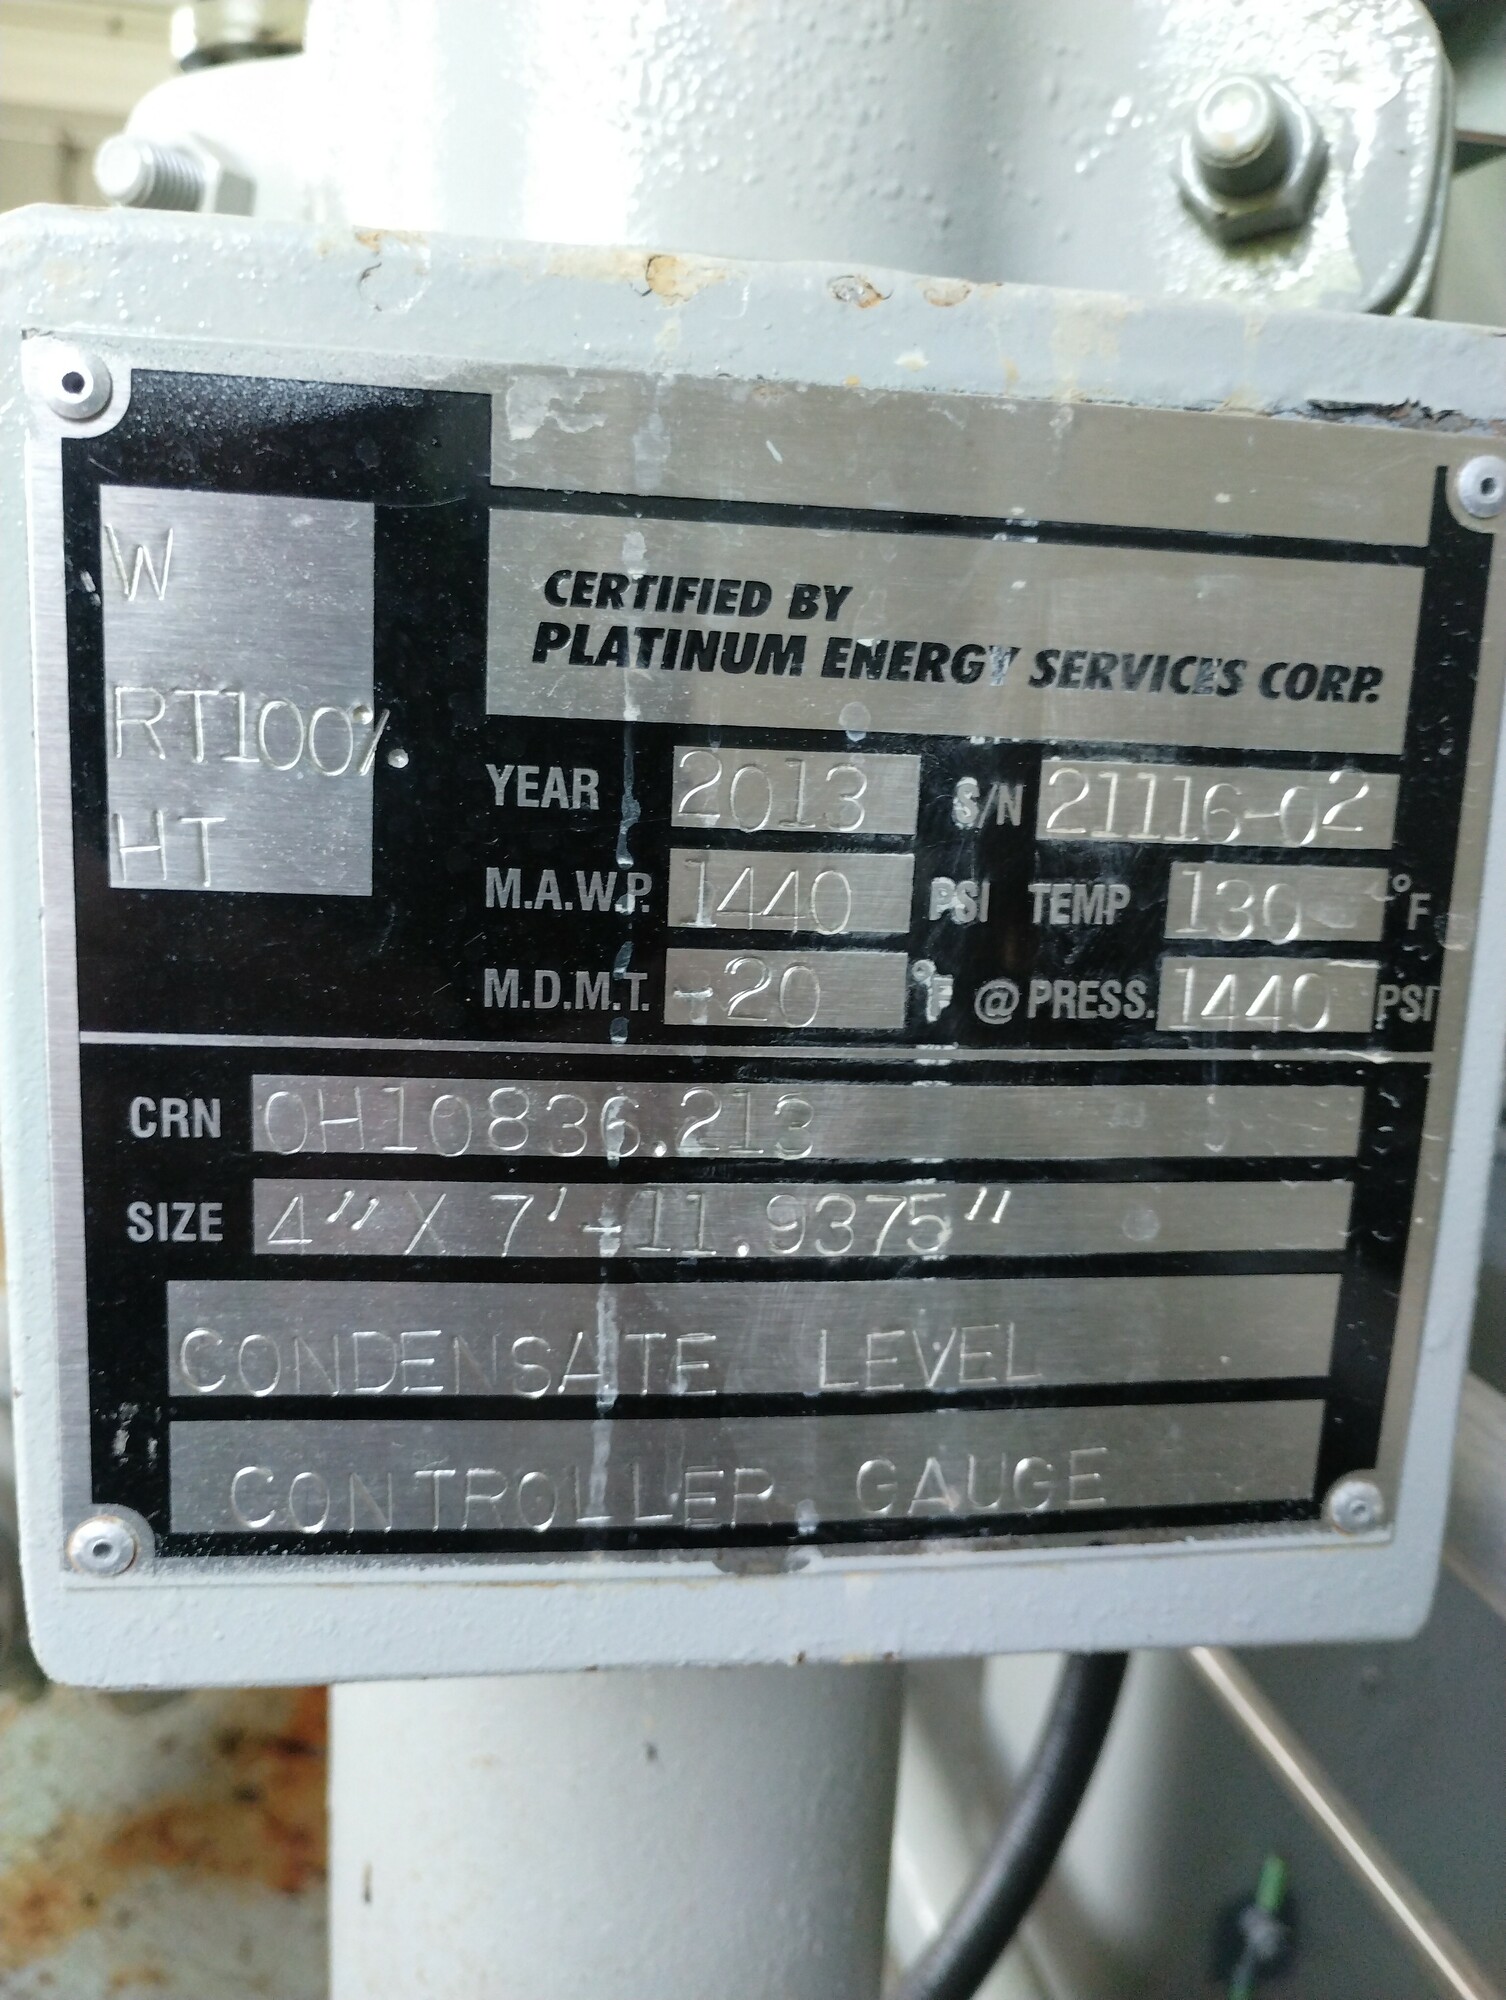 W
RT100%
HT
CERTIFIED BY
PLATINUM ENERGY SERVICES CORP.
YEAR 2013 S/N 21116-02
M.A.W.P. 1440 PSI TEMP 130 °F
M.D.M.T. -20 °F @ PRESS. 1440 PSI
CRN 0H10836.213
SIZE 4" X 7'-11.9375"
CONDENSATE LEVEL
CONTROLLER GAUGE